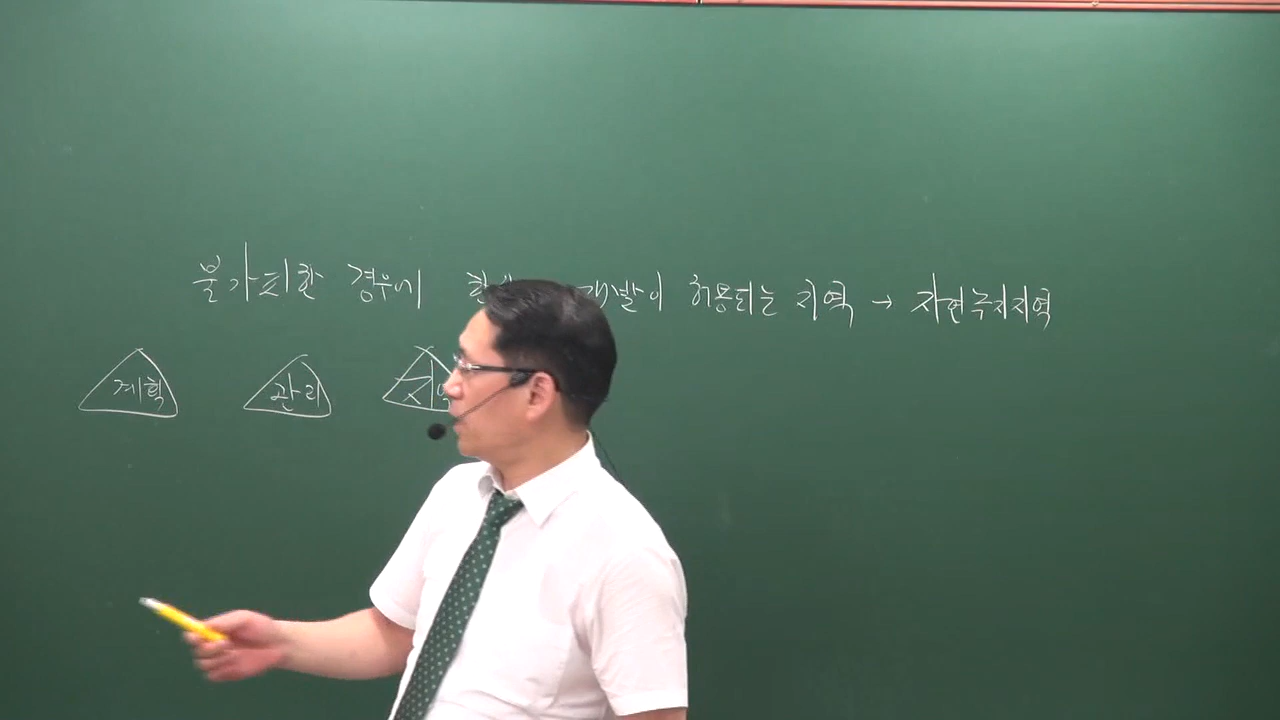 불가피한 경우에 개발이 허용되는 지역 → 자연녹지지역
계획 관리